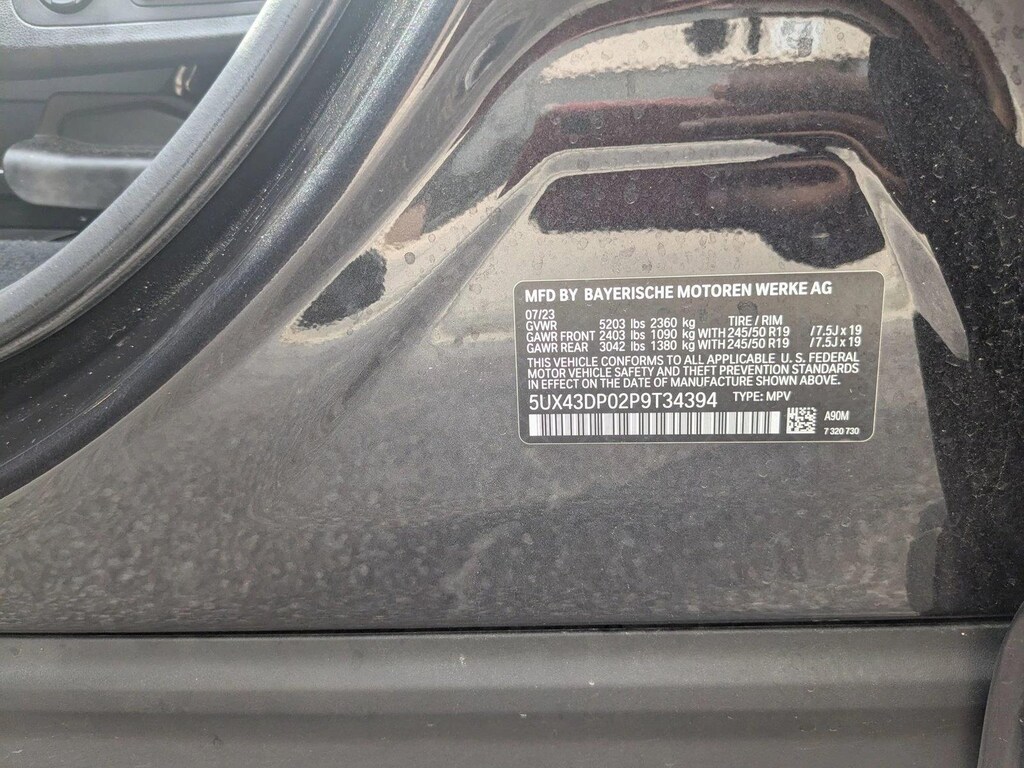 MFD BY BAYERISCHE MOTOREN WERKE AG
07/23 TIRE / RIM
GVWR 5203 lbs 2360 kg
GAWR FRONT 2403 lbs 1090 kg WITH 245/50 R19 / 7.5J x 19
GAWR REAR 3042 lbs 1380 kg WITH 245/50 R19 / 7.5J x 19
THIS VEHICLE CONFORMS TO ALL APPLICABLE U. S. FEDERAL
MOTOR VEHICLE SAFETY AND THEFT PREVENTION STANDARDS
IN EFFECT ON THE DATE OF MANUFACTURE SHOWN ABOVE.
5UX43DP02P9T34394 TYPE: MPV
A90M
7 320 730